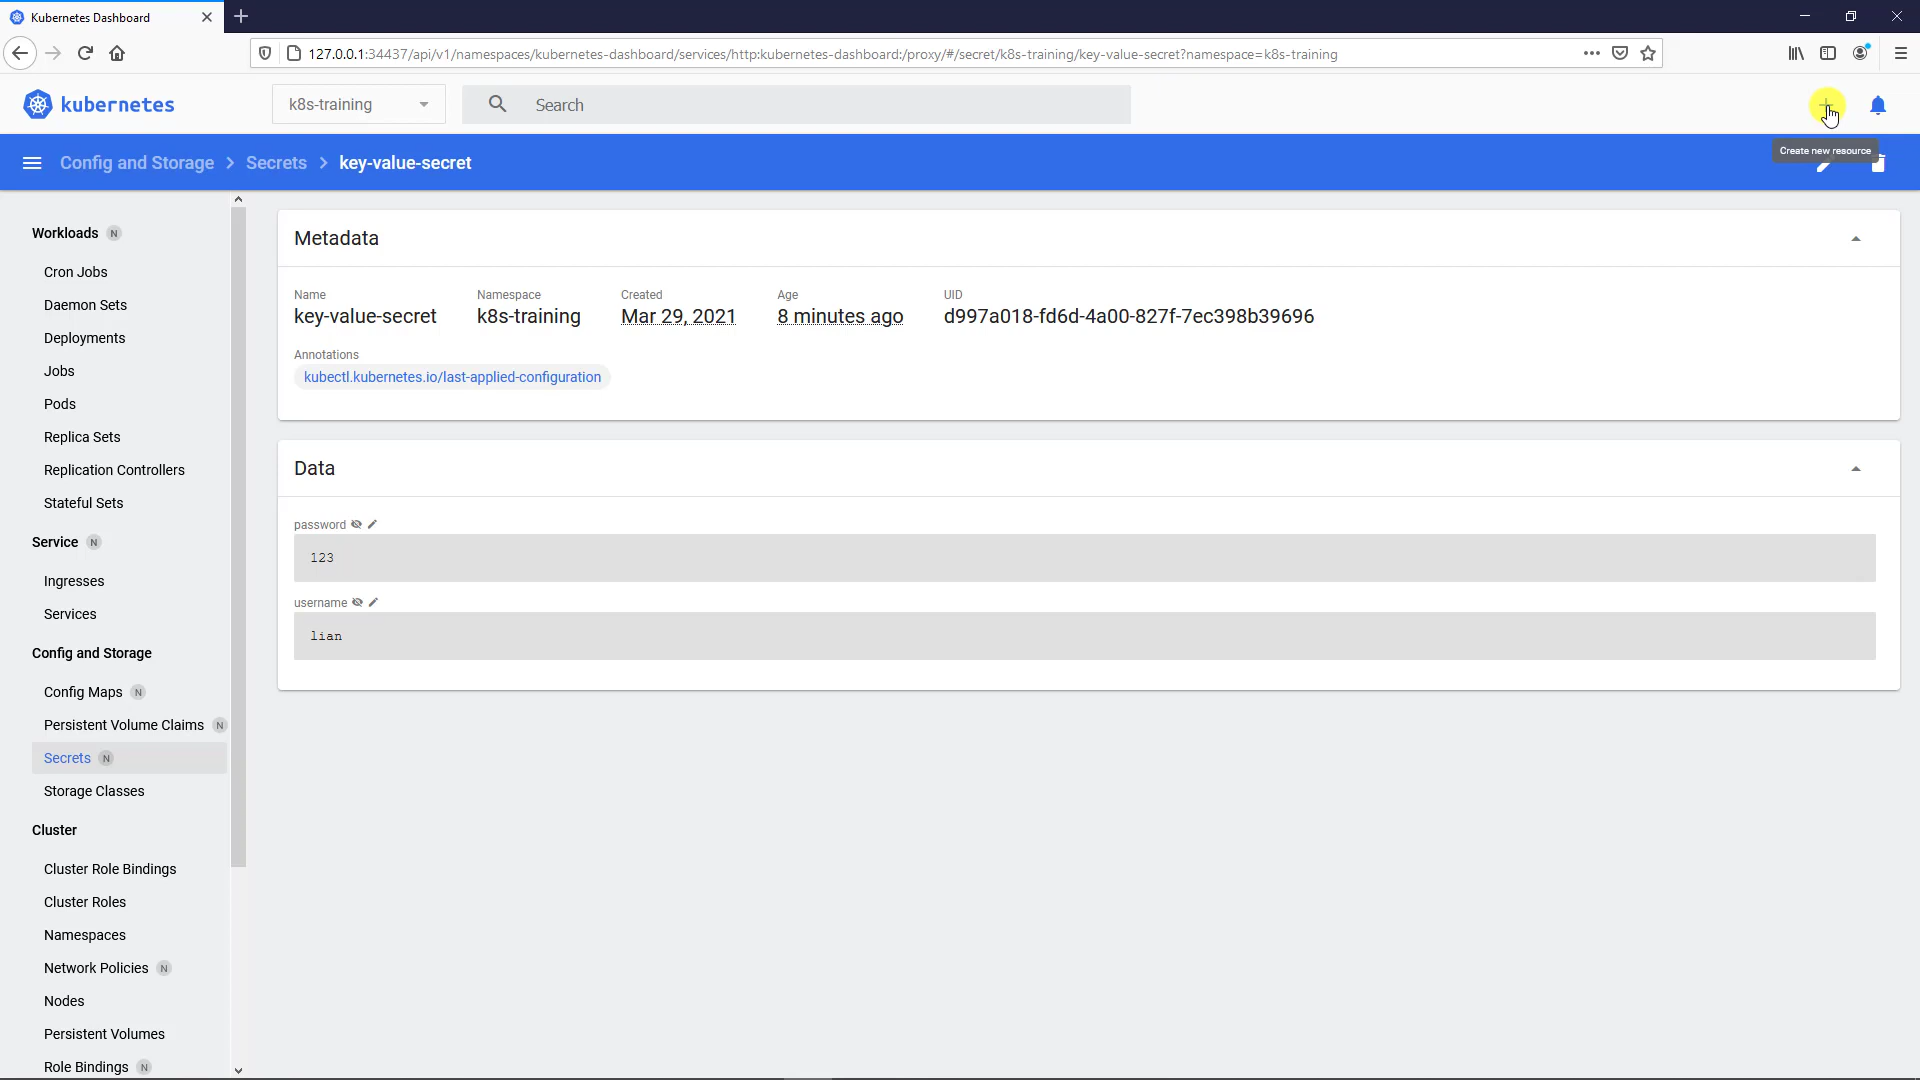 Kubernetes Dashboard
127.0.0.1:34437/api/v1/namespaces/kubernetes-dashboard/services/http:kubernetes-dashboard:/proxy/#/secret/k8s-training/key-value-secret?namespace=k8s-training
kubernetes
k8s-training
Search
Create new resource
Config and Storage > Secrets > key-value-secret
Workloads N
Cron Jobs
Daemon Sets
Deployments
Jobs
Pods
Replica Sets
Replication Controllers
Stateful Sets
Service N
Ingresses
Services
Config and Storage
Config Maps N
Persistent Volume Claims N
Secrets N
Storage Classes
Cluster
Cluster Role Bindings
Cluster Roles
Namespaces
Network Policies N
Nodes
Persistent Volumes
Role Bindings N
Metadata
Name
key-value-secret
Namespace
k8s-training
Created
Mar 29, 2021
Age
8 minutes ago
UID
d997a018-fd6d-4a00-827f-7ec398b39696
Annotations
kubectl.kubernetes.io/last-applied-configuration
Data
password
123
username
lian